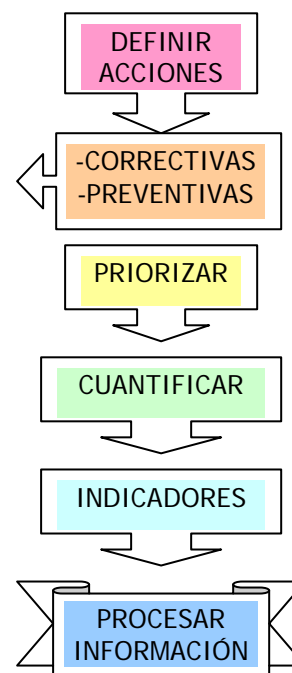 DEFINIR
ACCIONES
-CORRECTIVAS
-PREVENTIVAS
PRIORIZAR
CUANTIFICAR
INDICADORES
PROCESAR
INFORMACIÓN